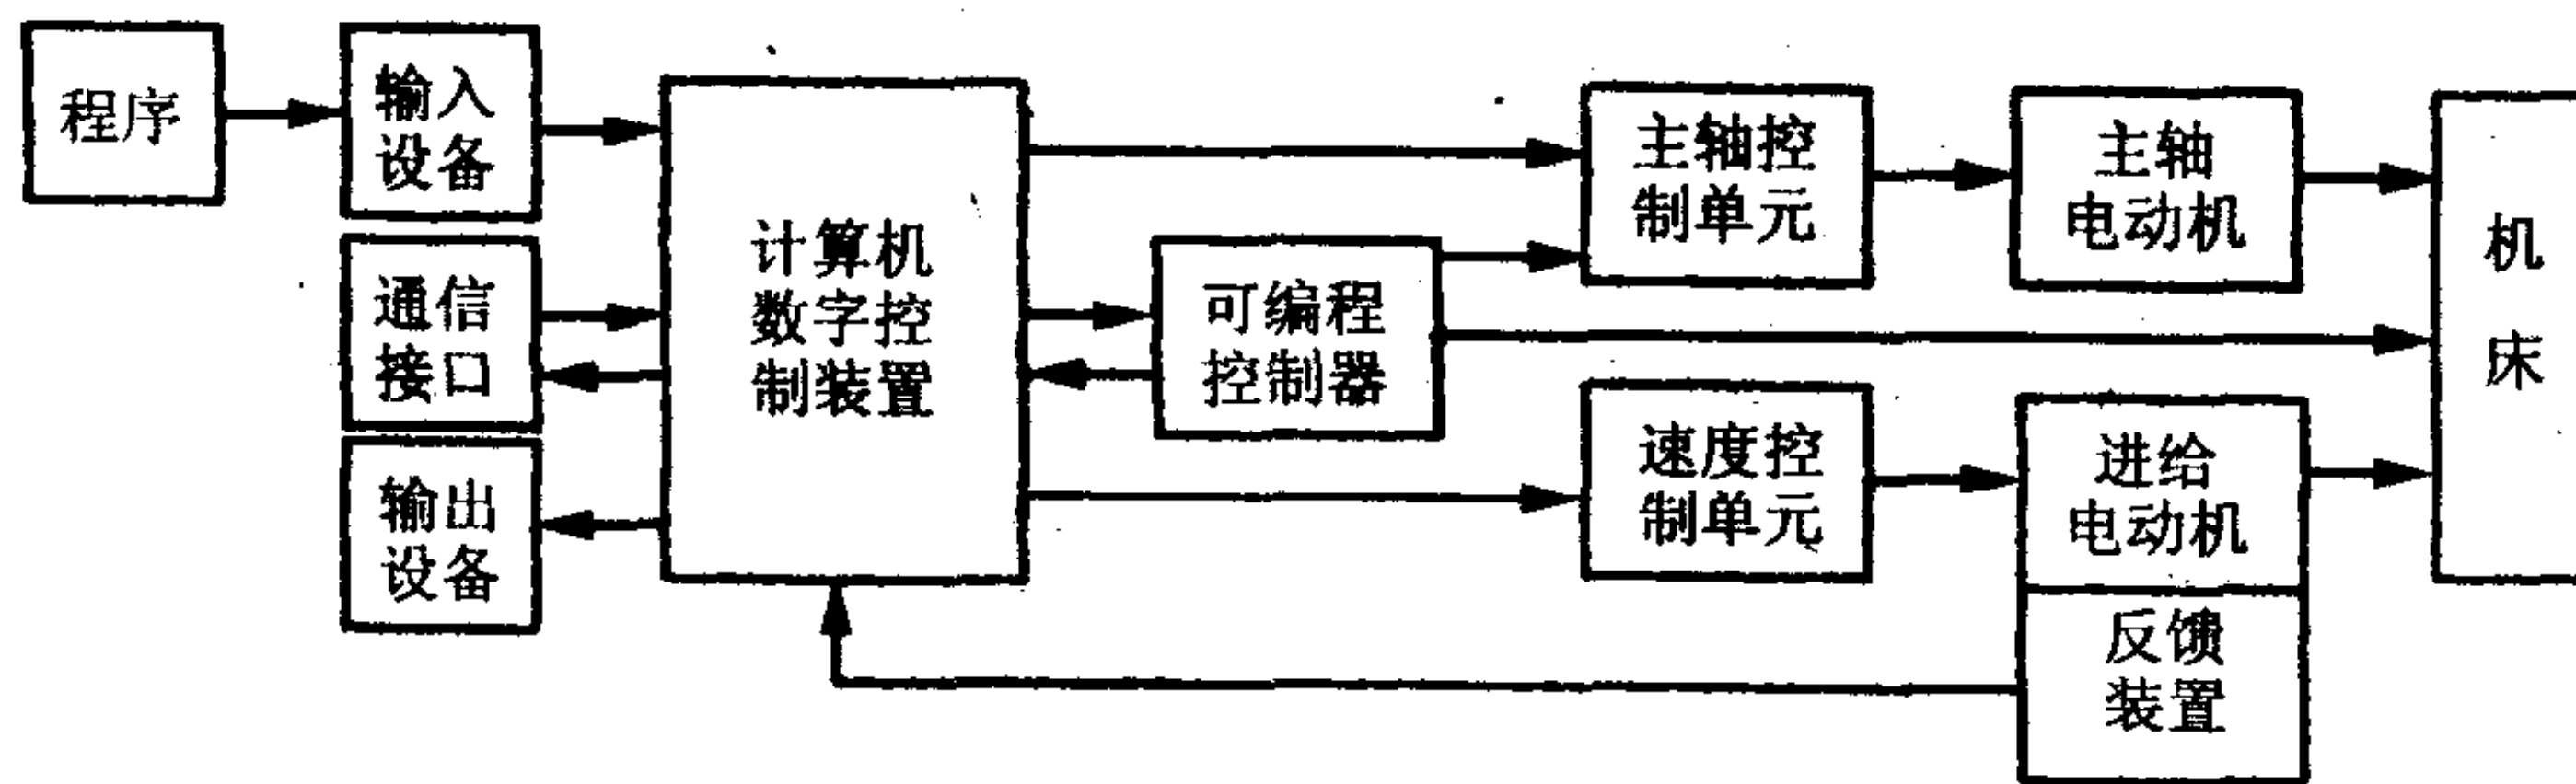 程序
输入
设备
通信
接口
输出
设备
计算机
数字控
制装置
可编程
控制器
主轴控
制单元
主轴
电动机
速度控
制单元
进给
电动机
反馈
装置
机
床